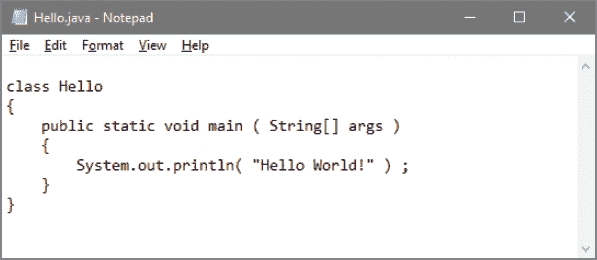 Hello.java - Notepad
File Edit Format View Help
class Hello
{
    public static void main ( String[] args )
    {
        System.out.println( "Hello World!" ) ;
    }
}